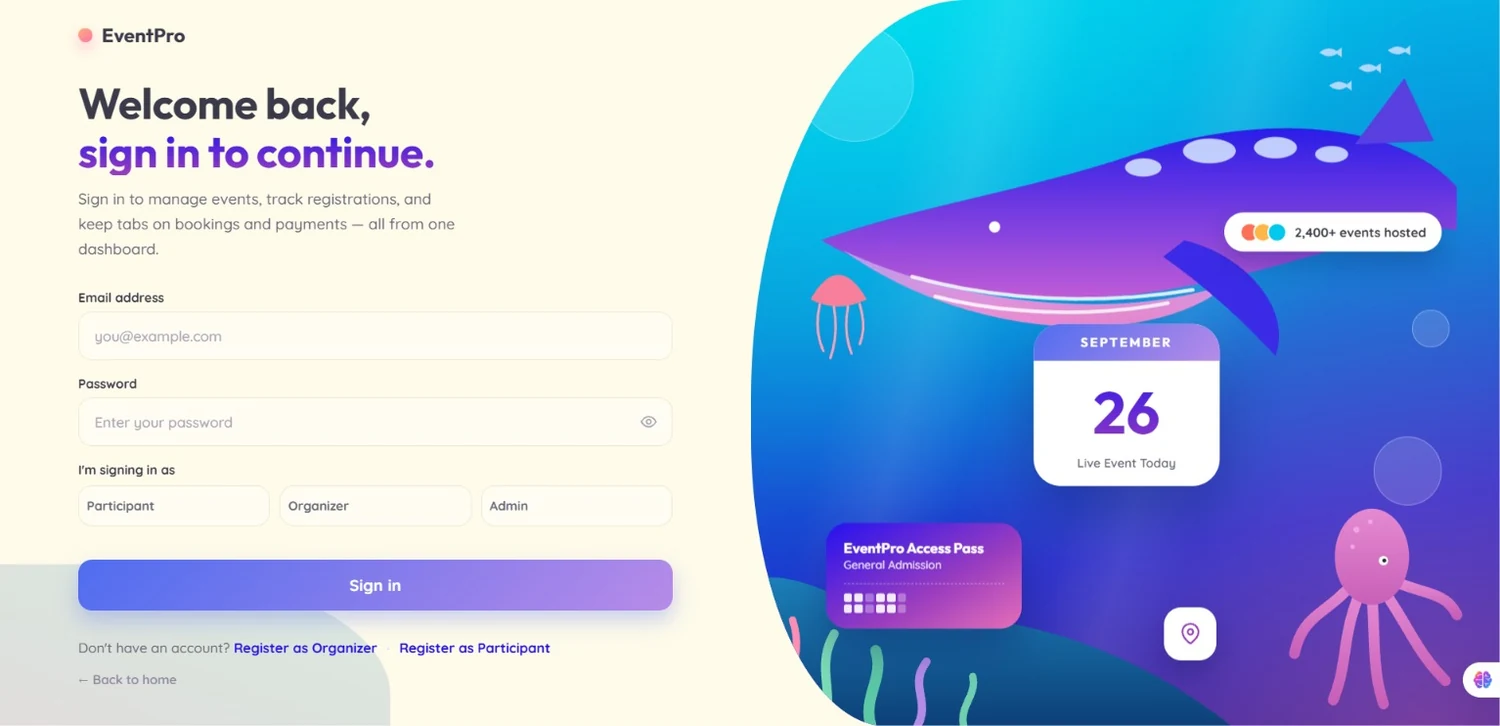 EventPro
Welcome back,
sign in to continue.
Sign in to manage events, track registrations, and
keep tabs on bookings and payments — all from one
dashboard.
Email address
you@example.com
Password
Enter your password
I'm signing in as
Participant
Organizer
Admin
Sign in
Don't have an account? Register as Organizer · Register as Participant
← Back to home
2,400+ events hosted
SEPTEMBER
26
Live Event Today
EventPro Access Pass
General Admission